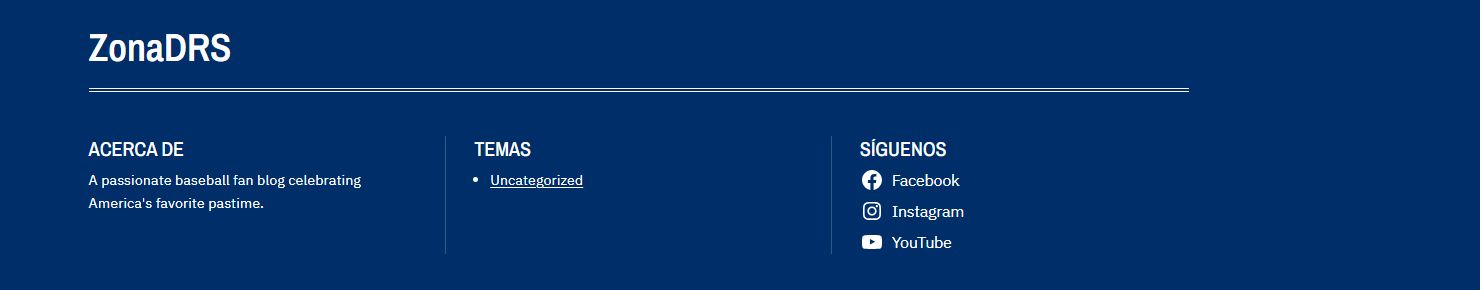 ZonaDRS
ACERCA DE
A passionate baseball fan blog celebrating
America's favorite pastime.
TEMAS
Uncategorized
SÍGUENOS
Facebook
Instagram
YouTube